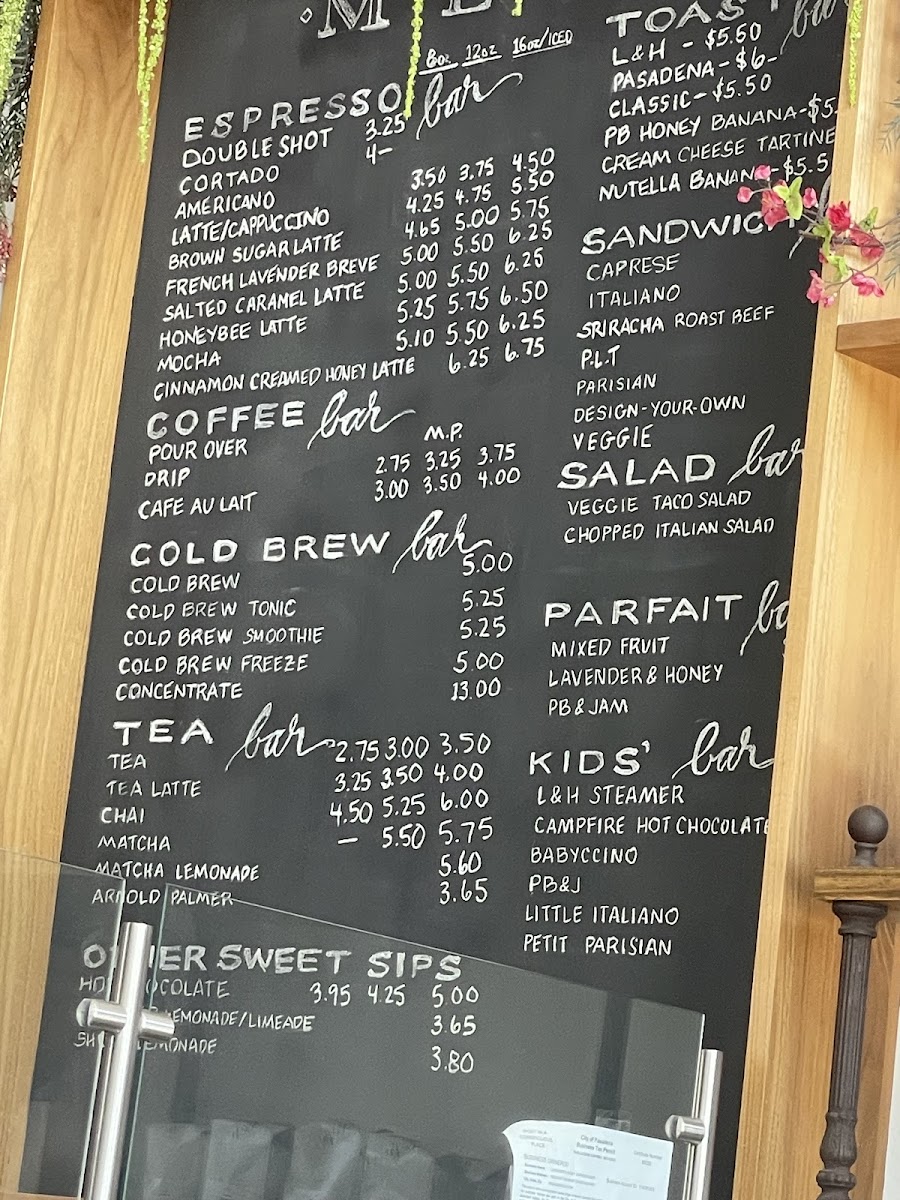 8oz 12oz 16oz/ICED
ESPRESSO bar
DOUBLE SHOT 3.25
CORTADO 4-
AMERICANO 3.50 3.75 4.50
LATTE/CAPPUCCINO 4.25 4.75 5.50
BROWN SUGAR LATTE 4.65 5.00 5.75
FRENCH LAVENDER BREVE 5.00 5.50 6.25
SALTED CARAMEL LATTE 5.00 5.50 6.25
HONEYBEE LATTE 5.25 5.75 6.50
MOCHA 5.10 5.50 6.25
CINNAMON CREAMED HONEY LATTE 6.25 6.75
COFFEE bar
POUR OVER M.P.
DRIP 2.75 3.25 3.75
CAFE AU LAIT 3.00 3.50 4.00
COLD BREW bar
COLD BREW 5.00
COLD BREW TONIC 5.25
COLD BREW SMOOTHIE 5.25
COLD BREW FREEZE 5.00
CONCENTRATE 13.00
TEA bar
TEA 2.75 3.00 3.50
TEA LATTE 3.25 3.50 4.00
CHAI 4.50 5.25 6.00
MATCHA — 5.50 5.75
MATCHA LEMONADE 5.60
ARNOLD PALMER 3.65
OTHER SWEET SIPS
HOT CHOCOLATE 3.95 4.25 5.00
LEMONADE/LIMEADE 3.65
LEMONADE 3.80
TOAST bar
L&H - $5.50
PASADENA - $6-
CLASSIC - $5.50
PB HONEY BANANA - $5
CREAM CHEESE TARTINE
NUTELLA BANANA - $5.5
SANDWICH
CAPRESE
ITALIANO
SRIRACHA ROAST BEEF
P.L.T
PARISIAN
DESIGN-YOUR-OWN
VEGGIE
SALAD bar
VEGGIE TACO SALAD
CHOPPED ITALIAN SALAD
PARFAIT
MIXED FRUIT
LAVENDER & HONEY
PB & JAM
KIDS' bar
L&H STEAMER
CAMPFIRE HOT CHOCOLATE
BABYCCINO
PB&J
LITTLE ITALIANO
PETIT PARISIAN
City of Pasadena
Business Tax Permit